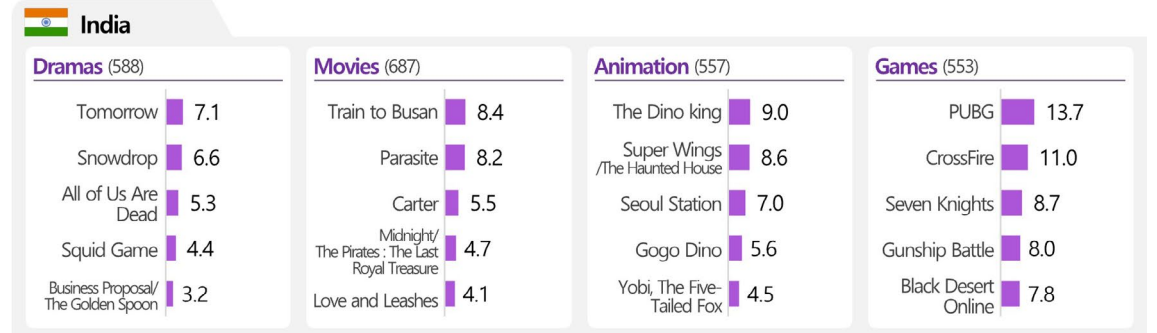 India
Dramas (588)
Tomorrow 7.1
Snowdrop 6.6
All of Us Are
Dead 5.3
Squid Game 4.4
Business Proposal/
The Golden Spoon 3.2
Movies (687)
Train to Busan 8.4
Parasite 8.2
Carter 5.5
Midnight/
The Pirates : The Last
Royal Treasure 4.7
Love and Leashes 4.1
Animation (557)
The Dino king 9.0
Super Wings
/The Haunted House 8.6
Seoul Station 7.0
Gogo Dino 5.6
Yobi, The Five-
Tailed Fox 4.5
Games (553)
PUBG 13.7
CrossFire 11.0
Seven Knights 8.7
Gunship Battle 8.0
Black Desert
Online 7.8